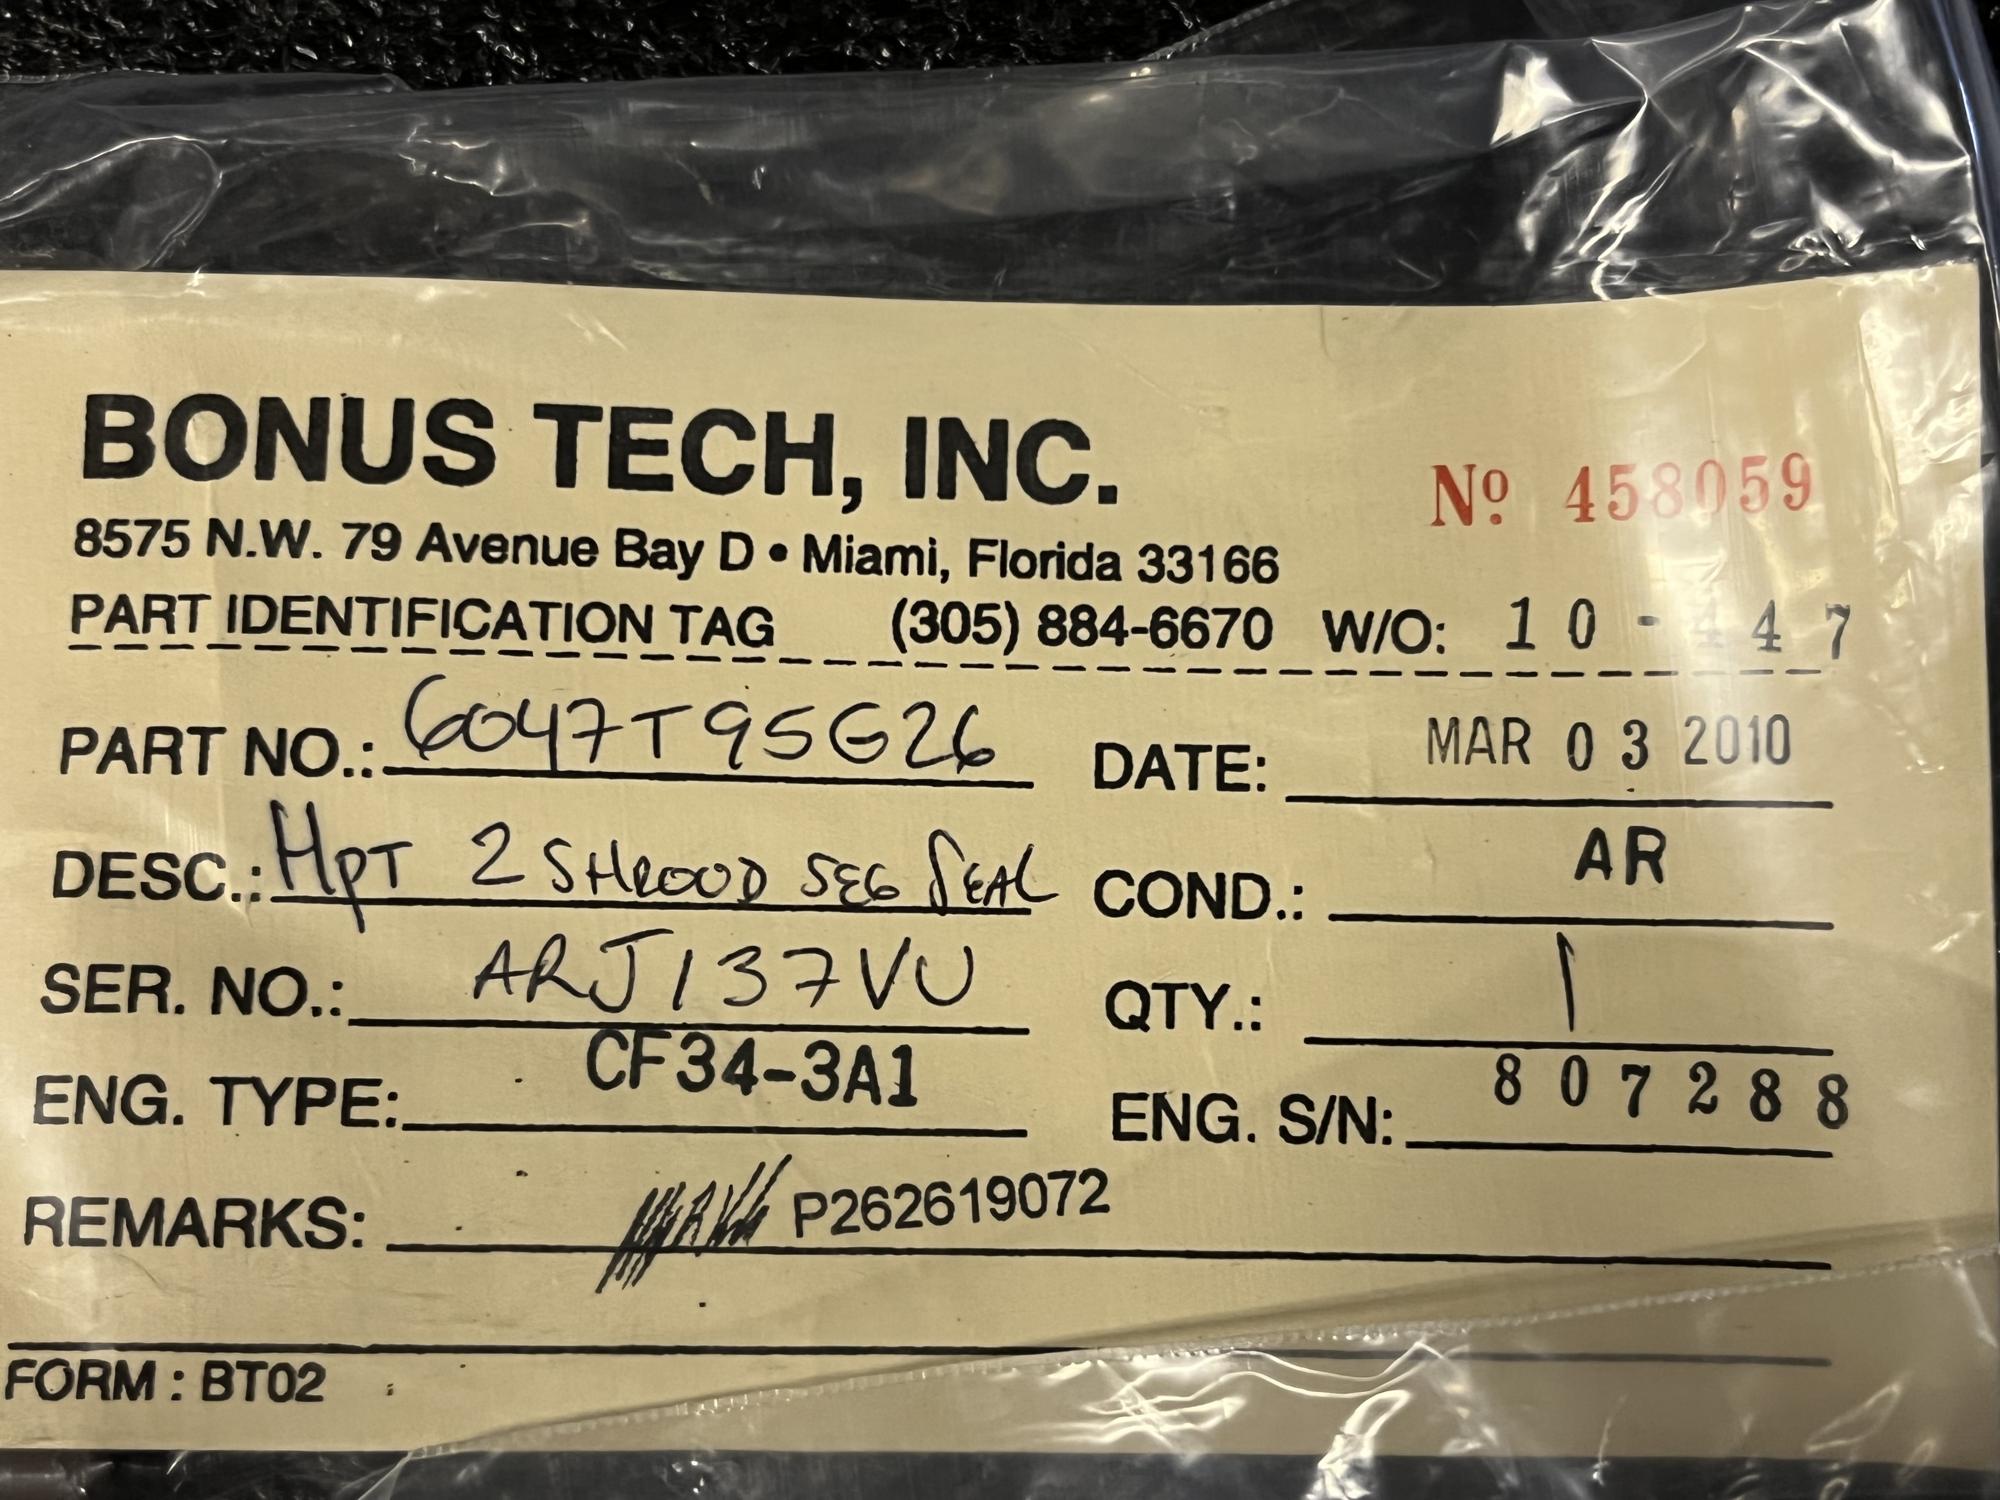 BONUS TECH, INC.
Nº 458059
8575 N.W. 79 Avenue Bay D • Miami, Florida 33166
PART IDENTIFICATION TAG (305) 884-6670 W/O: 10-447
PART NO.: 6047T95G26 DATE: MAR 03 2010
DESC.: HPT 2 SHROUD SEG SEAL COND.: AR
SER. NO.: ARJ137VU QTY.: 1
ENG. TYPE: CF34-3A1 ENG. S/N: 807288
REMARKS: P262619072
FORM : BT02